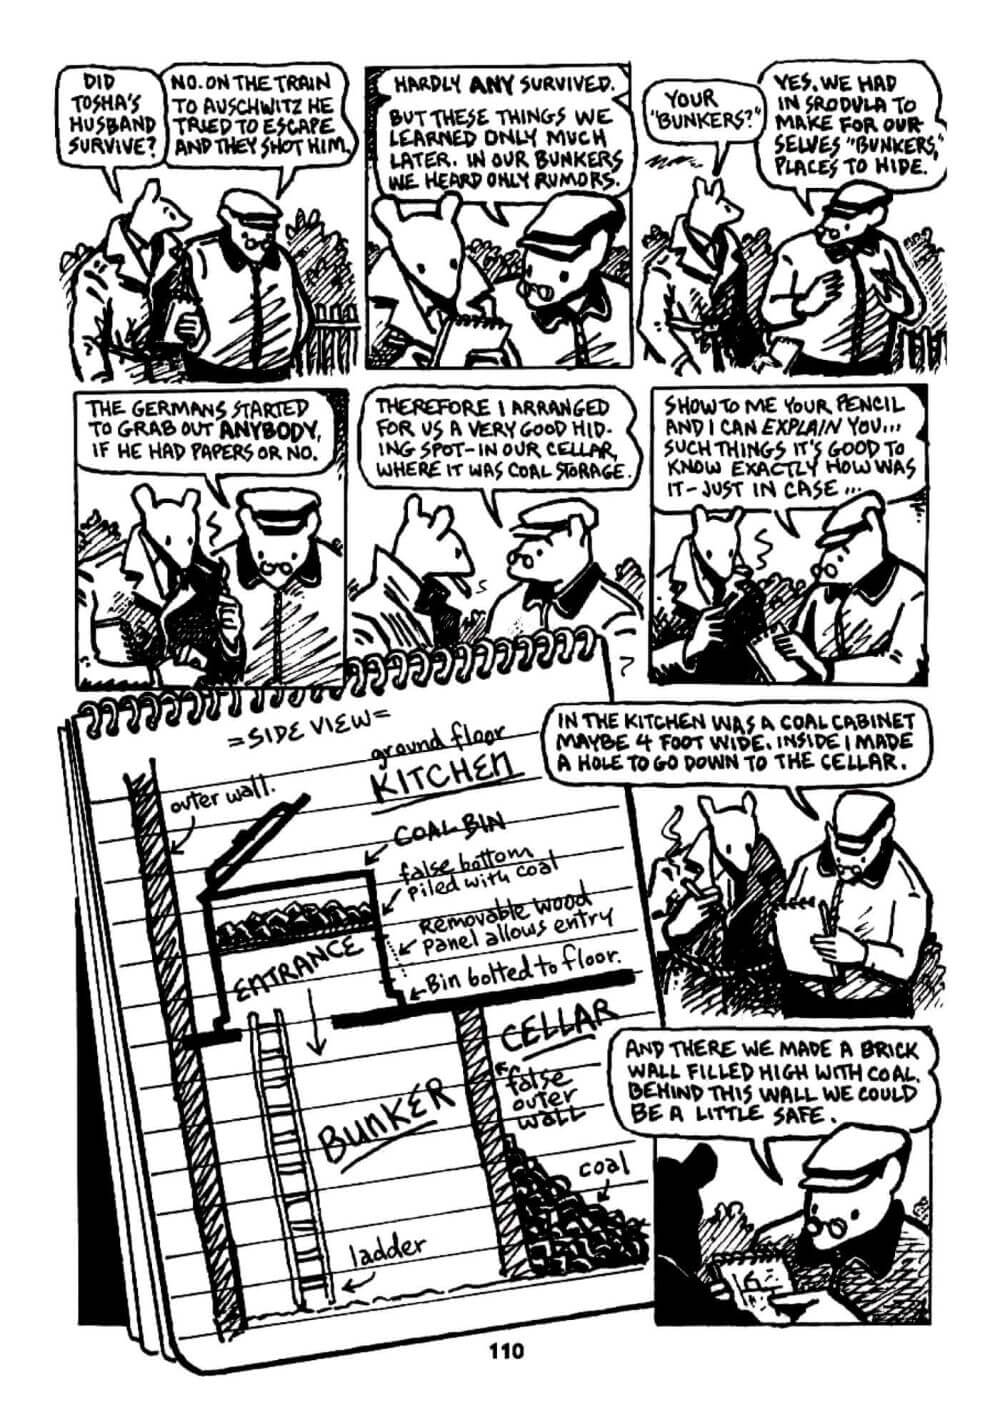 DID
TOSHA'S
HUSBAND
SURVIVE?
NO. ON THE TRAIN
TO AUSCHWITZ HE
TRIED TO ESCAPE
AND THEY SHOT HIM.
HARDLY ANY SURVIVED.
BUT THESE THINGS WE
LEARNED ONLY MUCH
LATER. IN OUR BUNKERS
WE HEARD ONLY RUMORS.
YOUR
"BUNKERS?"
YES. WE HAD
IN SRODULA TO
MAKE FOR OUR-
SELVES "BUNKERS,"
PLACES TO HIDE.
THE GERMANS STARTED
TO GRAB OUT ANYBODY,
IF HE HAD PAPERS OR NO.
THEREFORE I ARRANGED
FOR US A VERY GOOD HID-
ING SPOT-IN OUR CELLAR,
WHERE IT WAS COAL STORAGE.
SHOW TO ME YOUR PENCIL
AND I CAN EXPLAIN YOU...
SUCH THINGS IT'S GOOD TO
KNOW EXACTLY HOW WAS
IT-JUST IN CASE...
=SIDE VIEW=
ground floor
KITCHEN
outer wall.
COAL BIN
false bottom
piled with coal
Removable wood
panel allows entry
ENTRANCE
Bin bolted to floor.
CELLAR
false
outer
wall
BUNKER
coal
ladder
IN THE KITCHEN WAS A COAL CABINET
MAYBE 4 FOOT WIDE. INSIDE I MADE
A HOLE TO GO DOWN TO THE CELLAR.
AND THERE WE MADE A BRICK
WALL FILLED HIGH WITH COAL.
BEHIND THIS WALL WE COULD
BE A LITTLE SAFE.
110